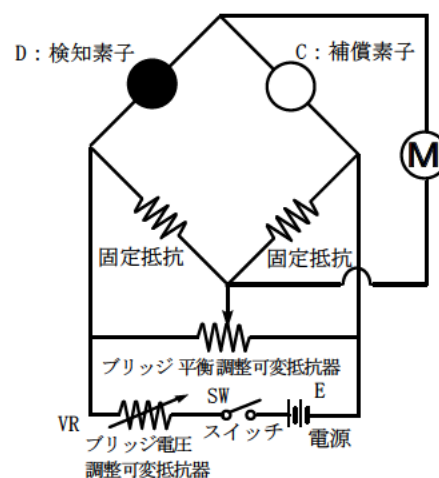 D：検知素子
C：補償素子
M
固定抵抗
固定抵抗
ブリッジ平衡調整可変抵抗器
SW
E
VR
スイッチ
電源
ブリッジ電圧
調整可変抵抗器